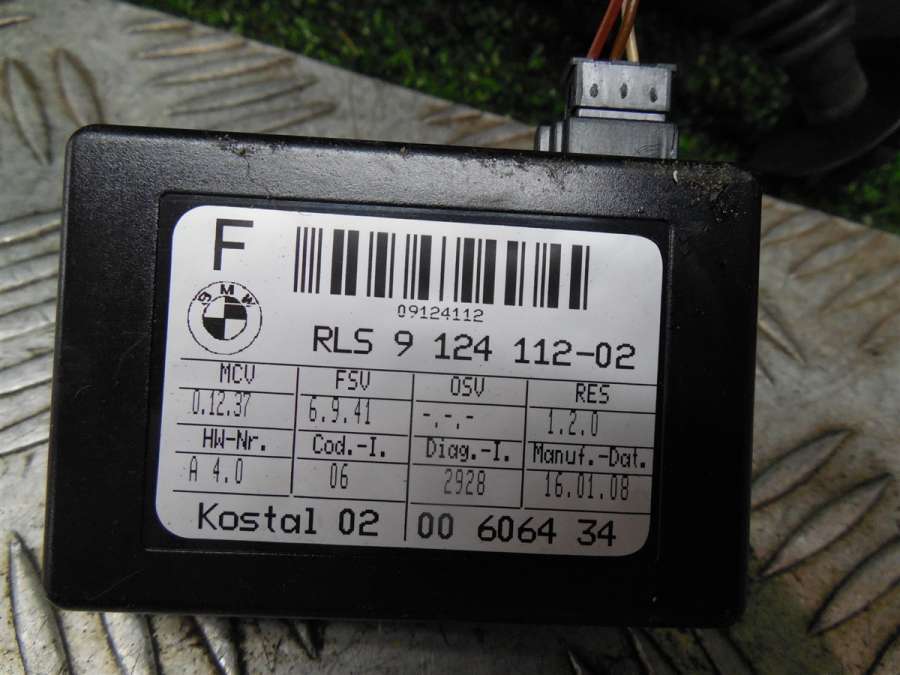 F
09124112
BMW
RLS 9 124 112-02
MCV FSV OSV RES
0.12.37 6.9.41 -.-.- 1.2.0
HW-Nr. Cod.-I. Diag.-I. Manuf.-Dat.
A 4.0 06 2928 16.01.08
Kostal 02 00 6064 34